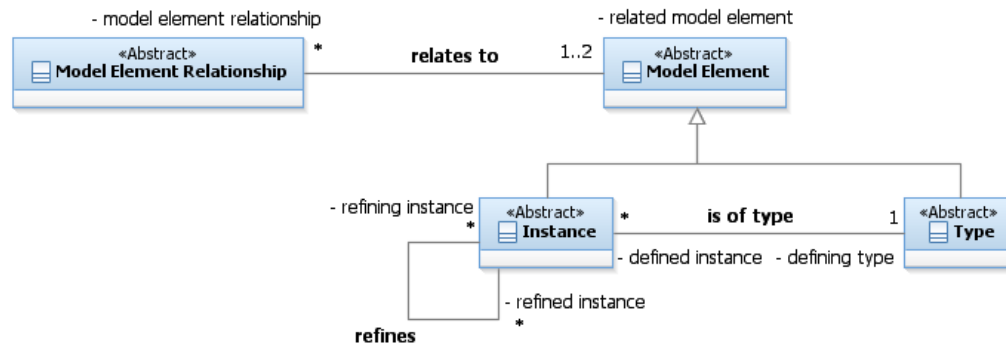 - model element relationship
- related model element
«Abstract»
Model Element Relationship
*
relates to
1..2
«Abstract»
Model Element
- refining instance
*
«Abstract»
Instance
*
is of type
1
«Abstract»
Type
- defined instance
- defining type
- refined instance
*
refines